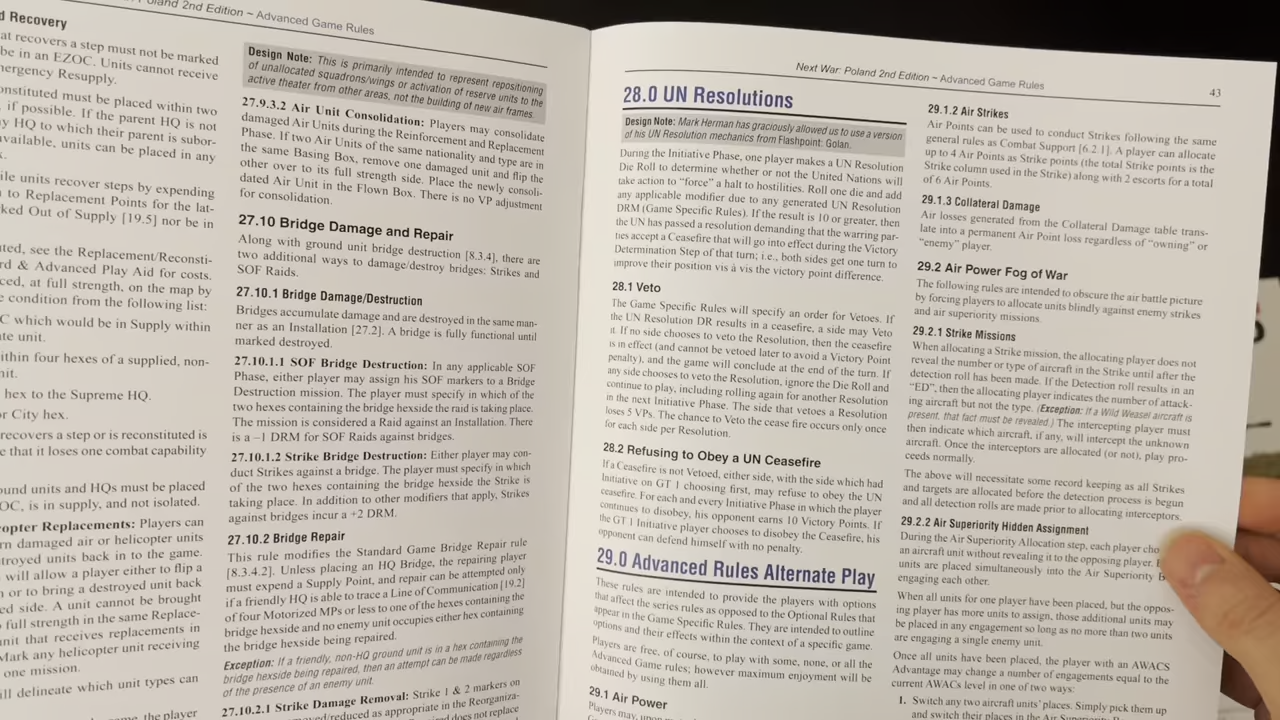 Poland 2nd Edition ~ Advanced Game Rules
d Recovery
at recovers a step must not be marked
be in an EZOC. Units cannot receive
mergency Resupply.
onstituted must be placed within two
, if possible. If the parent HQ is not
y HQ to which their parent is subor-
available, units can be placed in any
ile units recover steps by expending
to Replacement Points for the lat-
ked Out of Supply [19.5] nor be in
ted, see the Replacement/Reconsti-
rd & Advanced Play Aid for costs.
ced, at full strength, on the map by
e condition from the following list:
C which would be in Supply within
te unit.
ithin four hexes of a supplied, non-
nit.
hex to the Supreme HQ.
or City hex.
recovers a step or is reconstituted is
e that it loses one combat capability
ound units and HQs must be placed
OC, is in supply, and not isolated.
copter Replacements: Players can
rn damaged air or helicopter units
troyed units back in to the game.
will allow a player either to flip a
n or to bring a destroyed unit back
ed side. A unit cannot be brought
full strength in the same Replace-
unit that receives replacements in
Mark any helicopter unit receiving
one mission.
ill delineate which unit types can
the player
Design Note: This is primarily intended to represent repositioning
of unallocated squadrons/wings or activation of reserve units to the
active theater from other areas, not the building of new air frames.
27.9.3.2 Air Unit Consolidation: Players may consolidate
damaged Air Units during the Reinforcement and Replacement
Phase. If two Air Units of the same nationality and type are in
the same Basing Box, remove one damaged unit and flip the
other over to its full strength side. Place the newly consoli-
dated Air Unit in the Flown Box. There is no VP adjustment
for consolidation.
27.10 Bridge Damage and Repair
Along with ground unit bridge destruction [8.3.4], there are
two additional ways to damage/destroy bridges: Strikes and
SOF Raids.
27.10.1 Bridge Damage/Destruction
Bridges accumulate damage and are destroyed in the same man-
ner as an Installation [27.2]. A bridge is fully functional until
marked destroyed.
27.10.1.1 SOF Bridge Destruction: In any applicable SOF
Phase, either player may assign his SOF markers to a Bridge
Destruction mission. The player must specify in which of the
two hexes containing the bridge hexside the raid is taking place.
The mission is considered a Raid against an Installation. There
is a −1 DRM for SOF Raids against bridges.
27.10.1.2 Strike Bridge Destruction: Either player may con-
duct Strikes against a bridge. The player must specify in which
of the two hexes containing the bridge hexside the Strike is
taking place. In addition to other modifiers that apply, Strikes
against bridges incur a +2 DRM.
27.10.2 Bridge Repair
This rule modifies the Standard Game Bridge Repair rule
[8.3.4.2]. Unless placing an HQ Bridge, the repairing player
must expend a Supply Point, and repair can be attempted only
if a friendly HQ is able to trace a Line of Communication [19.2]
of four Motorized MPs or less to one of the hexes containing the
bridge hexside and no enemy unit occupies either hex containing
the bridge hexside being repaired.
Exception: If a friendly, non-HQ ground unit is in a hex containing the
bridge hexside being repaired, then an attempt can be made regardless
of the presence of an enemy unit.
27.10.2.1 Strike Damage Removal: Strike 1 & 2 markers on
moved/reduced as appropriate in the Reorganiza-
does not replace
Next War: Poland 2nd Edition ~ Advanced Game Rules
43
28.0 UN Resolutions
Design Note: Mark Herman has graciously allowed us to use a version
of his UN Resolution mechanics from Flashpoint: Golan.
During the Initiative Phase, one player makes a UN Resolution
Die Roll to determine whether or not the United Nations will
take action to “force” a halt to hostilities. Roll one die and add
any applicable modifier due to any generated UN Resolution
DRM (Game Specific Rules). If the result is 10 or greater, then
the UN has passed a resolution demanding that the warring par-
ties accept a Ceasefire that will go into effect during the Victory
Determination Step of that turn; i.e., both sides get one turn to
improve their position vis à vis the victory point difference.
28.1 Veto
The Game Specific Rules will specify an order for Vetoes. If
the UN Resolution DR results in a ceasefire, a side may Veto
it. If no side chooses to veto the Resolution, then the ceasefire
is in effect (and cannot be vetoed later to avoid a Victory Point
penalty), and the game will conclude at the end of the turn. If
any side chooses to veto the Resolution, ignore the Die Roll and
continue to play, including rolling again for another Resolution
in the next Initiative Phase. The side that vetoes a Resolution
loses 5 VPs. The chance to Veto the cease fire occurs only once
for each side per Resolution.
28.2 Refusing to Obey a UN Ceasefire
If a Ceasefire is not Vetoed, either side, with the side which had
Initiative on GT 1 choosing first, may refuse to obey the UN
ceasefire. For each and every Initiative Phase in which the player
continues to disobey, his opponent earns 10 Victory Points. If
the GT 1 Initiative player chooses to disobey the Ceasefire, his
opponent can defend himself with no penalty.
29.0 Advanced Rules Alternate Play
These rules are intended to provide the players with options
that affect the series rules as opposed to the Optional Rules that
appear in the Game Rules. They are intended to outline
options and their effects within the context of a specific game.
Players are free, of course, to play with some, none, or all the
Advanced Game rules; however maximum enjoyment will be
obtained by using them all.
29.1 Air Power
Players may, upon
29.1.2 Air Strikes
Air Points can be used to conduct Strikes following the same
general rules as Combat Support [6.2.1]. A player can allocate
up to 4 Air Points as Strike points (the total Strike points is the
Strike column used in the Strike) along with 2 escorts for a total
of 6 Air Points.
29.1.3 Collateral Damage
Air losses generated from the Collateral Damage table trans-
late into a permanent Air Point loss regardless of “owning” or
“enemy” player.
29.2 Air Power Fog of War
The following rules are intended to obscure the air battle picture
by forcing players to allocate units blindly against enemy strikes
and air superiority missions.
29.2.1 Strike Missions
When allocating a Strike mission, the allocating player does not
reveal the number or type of aircraft in the Strike until after the
detection roll has been made. If the Detection roll results in an
“ED”, then the allocating player indicates the number of attack-
ing aircraft but not the type. (Exception: If a Wild Weasel aircraft is
present, that fact must be revealed.) The intercepting player must
then indicate which aircraft, if any, will intercept the unknown
aircraft. Once the interceptors are allocated (or not), play pro-
ceeds normally.
The above will necessitate some record keeping as all Strikes
and targets are allocated before the detection process is begun
and all detection rolls are made prior to allocating interceptors.
29.2.2 Air Superiority Hidden Assignment
During the Air Superiority Allocation step, each player cho
an aircraft unit without revealing it to the opposing player.
units are placed simultaneously into the Air Superiority B
engaging each other.
When all units for one player have been placed, but the oppos-
ing player has more units to assign, those additional units may
be placed in any engagement so long as no more than two units
are engaging a single enemy unit.
Once all units have been placed, the player with an AWACS
Advantage may change a number of engagements equal to the
current AWACs level in one of two ways:
1. Switch any two aircraft units’ places. Simply pick them up
and switch their places in the Air